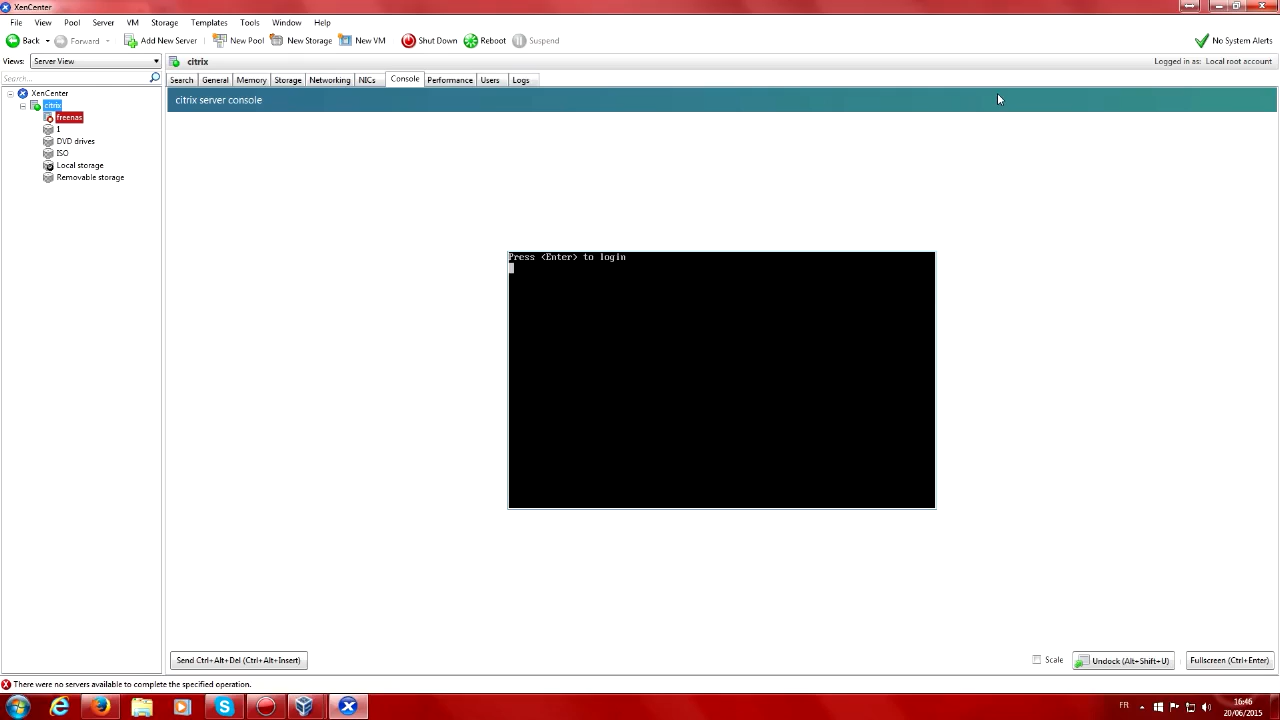 XenCenter
File View Pool Server VM Storage Templates Tools Window Help
Back Forward Add New Server New Pool New Storage New VM Shut Down Reboot Suspend No System Alerts
Views: Server View citrix Logged in as: Local root account
Search... Search General Memory Storage Networking NICs Console Performance Users Logs
XenCenter
citrix
freenas
1
DVD drives
ISO
Local storage
Removable storage
citrix server console
Press <Enter> to login
Send Ctrl+Alt+Del (Ctrl+Alt+Insert) Scale Undock (Alt+Shift+U) Fullscreen (Ctrl+Enter)
There were no servers available to complete the specified operation.
FR 16:46
20/06/2015